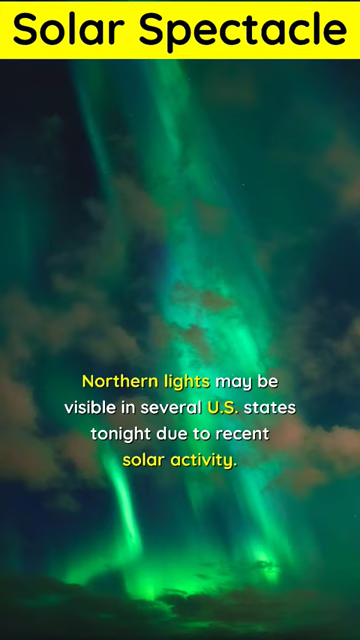 Solar Spectacle
Northern lights may be
visible in several U.S. states
tonight due to recent
solar activity.